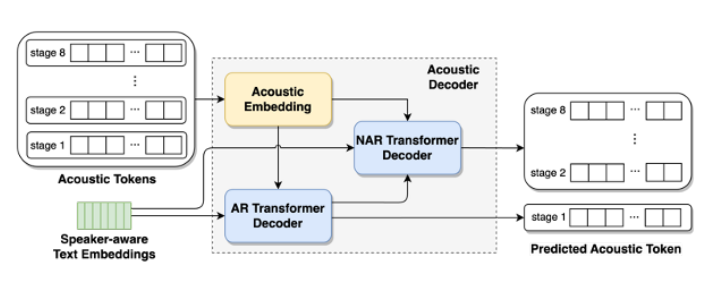 stage 8 ...
stage 2 ...
stage 1 ...
Acoustic Tokens
Speaker-aware
Text Embeddings
Acoustic
Decoder
Acoustic
Embedding
NAR Transformer
Decoder
AR Transformer
Decoder
stage 8 ...
stage 2 ...
stage 1 ...
Predicted Acoustic Token